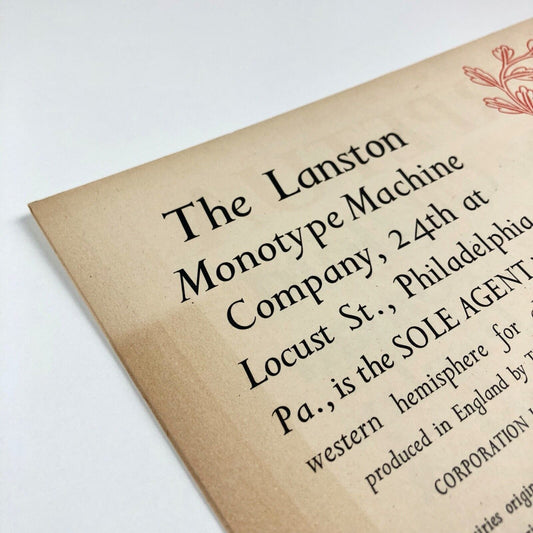 The Lanston
Monotype Machine
Company, 24th at
Locust St., Philadelphia
Pa., is the SOLE AGENT
western hemisphere for
produced in England by
CORPORATION